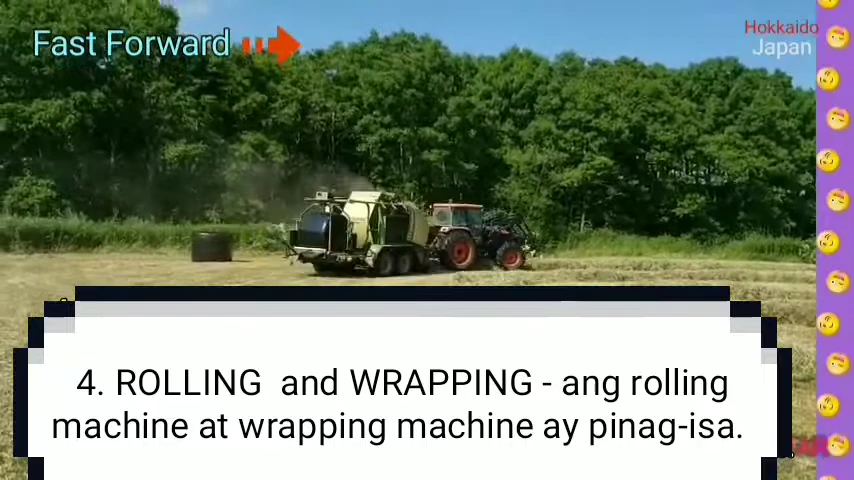 Fast Forward
Hokkaido
Japan
4. ROLLING and WRAPPING - ang rolling
machine at wrapping machine ay pinag-isa.